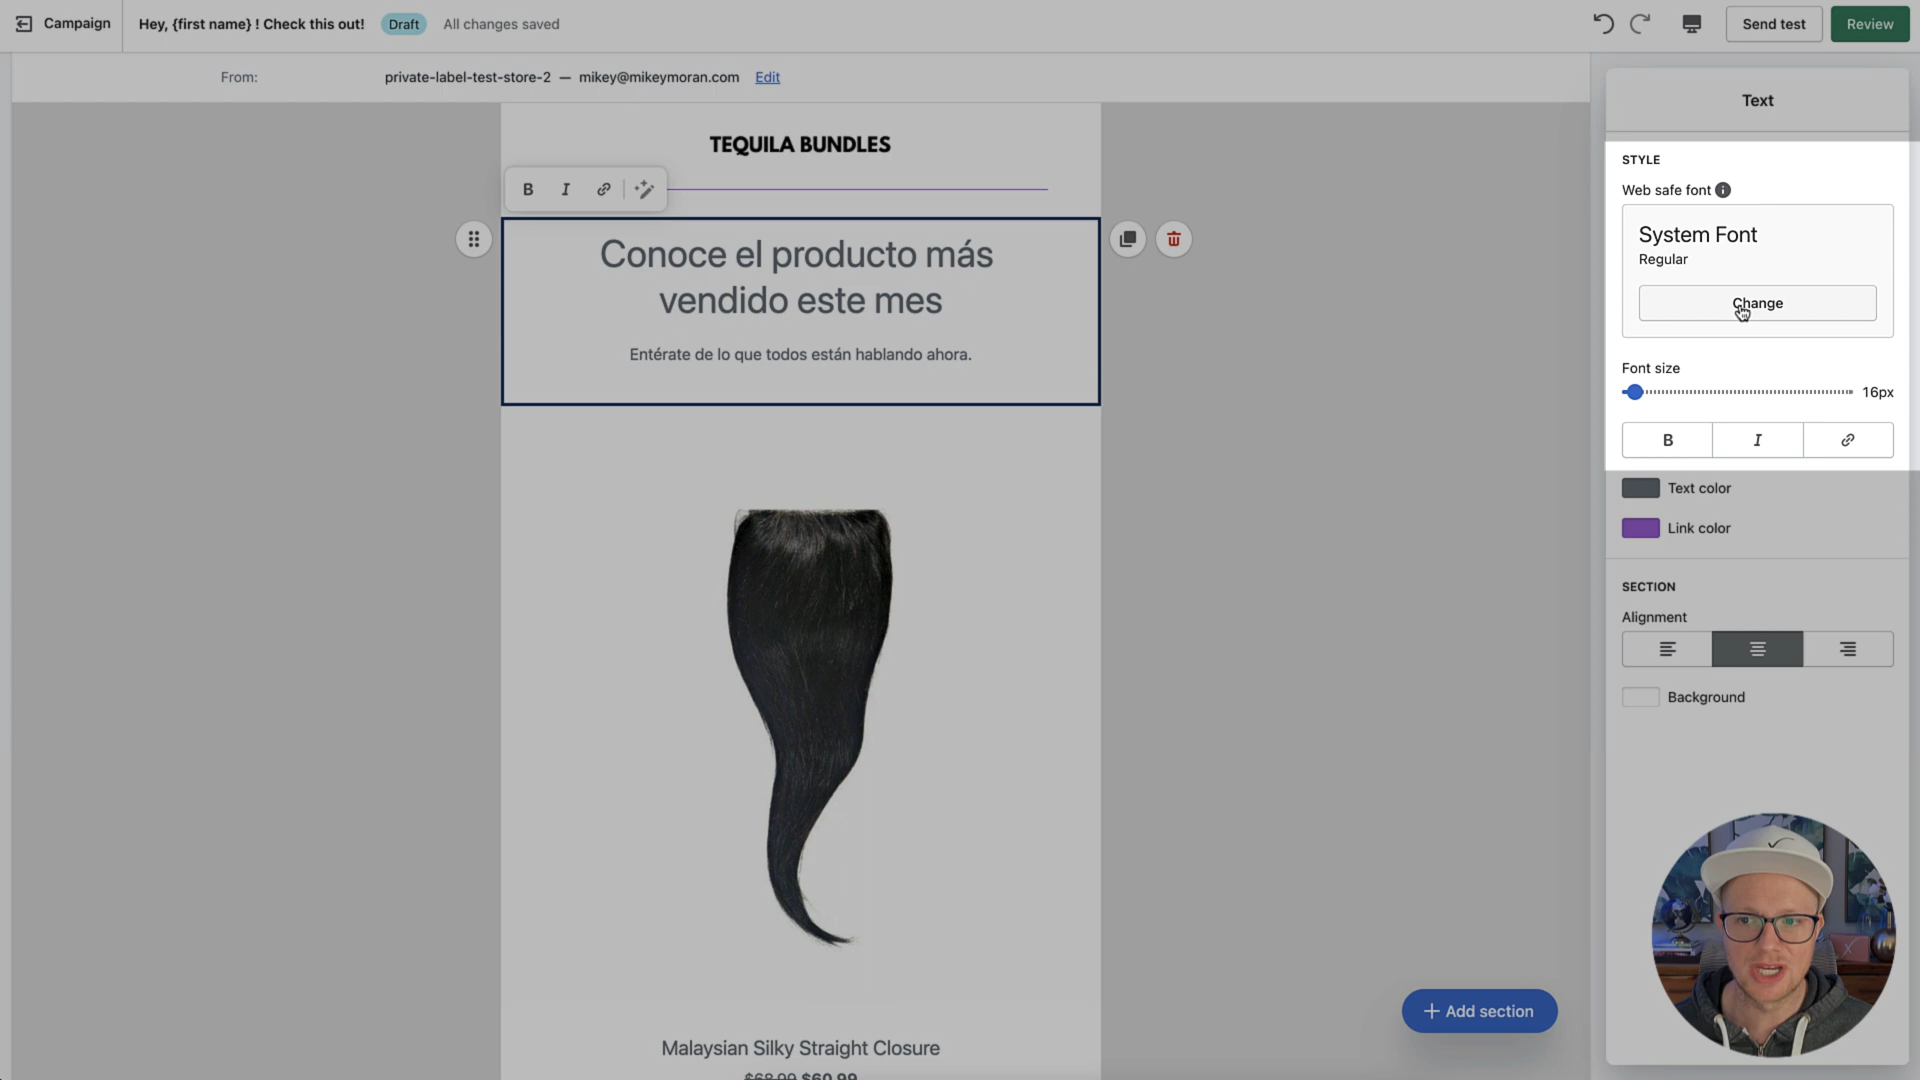 Campaign
Hey, {first name} ! Check this out!
Draft
All changes saved
Send test
Review
From:
private-label-test-store-2 — mikey@mikeymoran.com
Edit
TEQUILA BUNDLES
B I
Conoce el producto más
vendido este mes
Entérate de lo que todos están hablando ahora.
Malaysian Silky Straight Closure
$68.99 $60.99
+ Add section
Text
STYLE
Web safe font
System Font
Regular
Change
Font size
16px
B I
Text color
Link color
SECTION
Alignment
Background